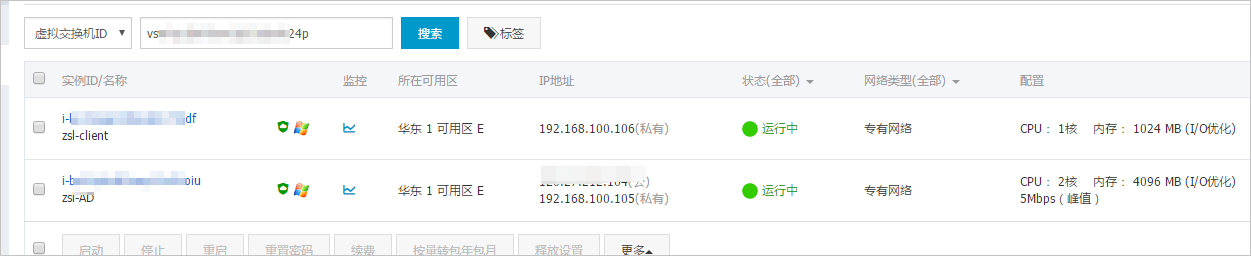 虚拟交换机ID vs 24p 搜索 标签
实例ID/名称 监控 所在可用区 IP地址 状态(全部) 网络类型(全部) 配置
i- df
zsl-client 华东 1 可用区 E 192.168.100.106(私有) 运行中 专有网络 CPU： 1核 内存： 1024 MB (I/O优化)
i-b oiu
zsl-AD 华东 1 可用区 E 192.168.100.105(私有) 运行中 专有网络 CPU： 2核 内存： 4096 MB (I/O优化)
5Mbps（峰值）
启动 停止 重启 重置密码 续费 按量转包年包月 释放设置 更多